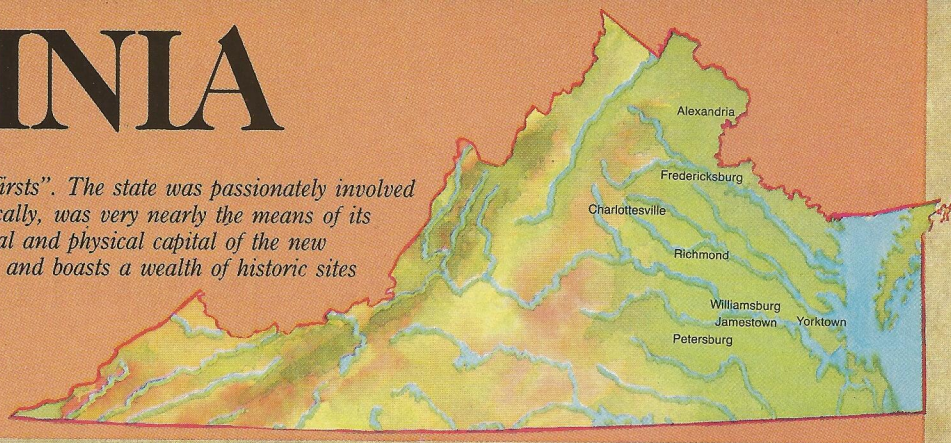 INIA
firsts”. The state was passionately involved
cally, was very nearly the means of its
al and physical capital of the new
and boasts a wealth of historic sites
Alexandria
Fredericksburg
Charlottesville
Richmond
Williamsburg
Jamestown
Yorktown
Petersburg